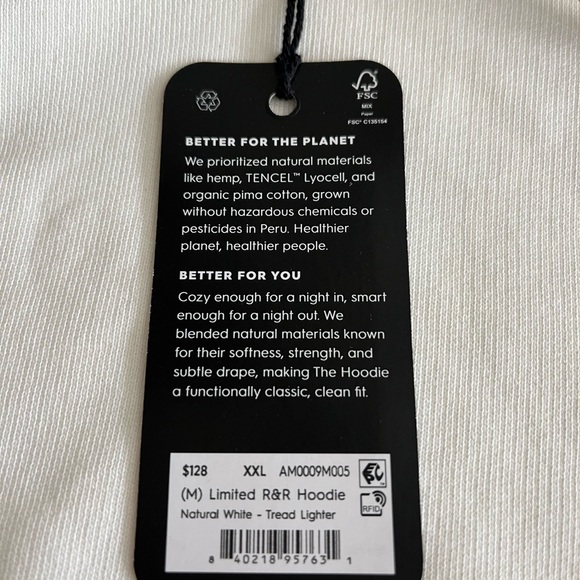 FSC
MIX
Paper
FSC® C135154
BETTER FOR THE PLANET
We prioritized natural materials
like hemp, TENCEL™ Lyocell, and
organic pima cotton, grown
without hazardous chemicals or
pesticides in Peru. Healthier
planet, healthier people.
BETTER FOR YOU
Cozy enough for a night in, smart
enough for a night out. We
blended natural materials known
for their softness, strength, and
subtle drape, making The Hoodie
a functionally classic, clean fit.
$128 XXL AM0009M005
(M) Limited R&R Hoodie
Natural White - Tread Lighter
RFID
8 40218 95763 1